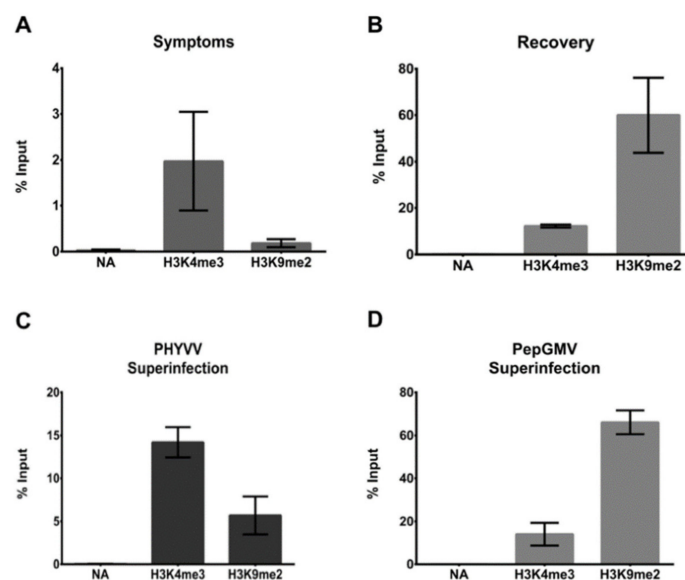 A
Symptoms
% Input
4
3
2
1
0
NA H3K4me3 H3K9me2
B
Recovery
% Input
80
60
40
20
0
NA H3K4me3 H3K9me2
C
PHYVV
Superinfection
% Input
20
15
10
5
0
NA H3K4me3 H3K9me2
D
PepGMV
Superinfection
% Input
80
60
40
20
0
NA H3K4me3 H3K9me2